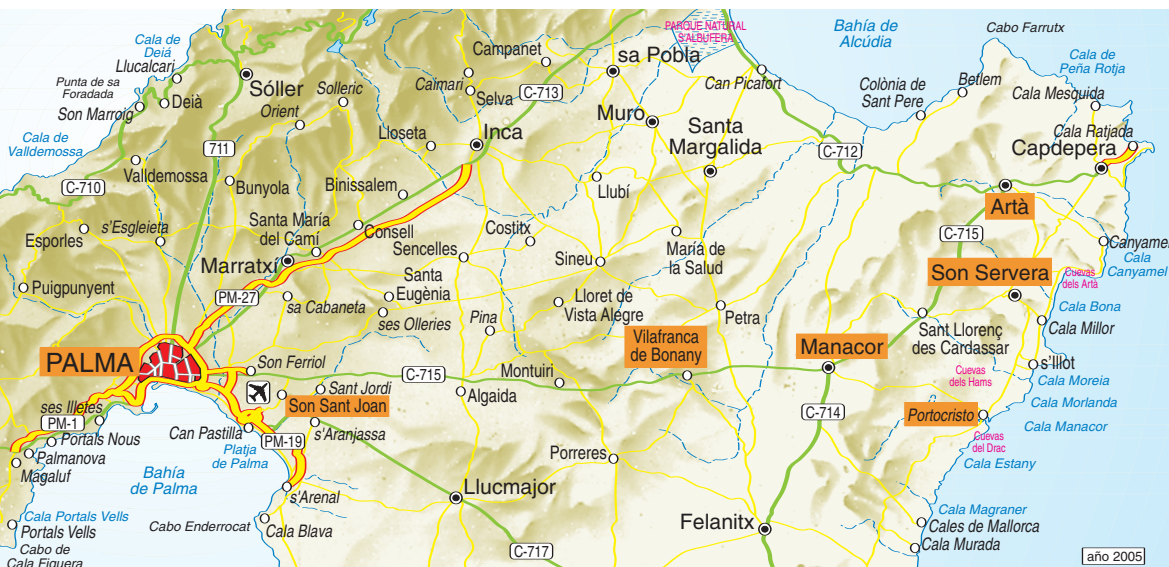 PARQUE NATURAL
S'ALBUFERA
Bahía de
Alcúdia
Cabo Farrutx
Cala de
Deiá
Llucalcari
Campanet
sa Pobla
Can Picafort
Cala de
Peña Rotja
Punta de sa
Foradada
Son Marroig
Deià
Sóller
Solleric
Orient
Caimari
Selva
C-713
Colònia de
Sant Pere
Betlem
Cala Mesquida
Cala de
Valldemossa
711
Lloseta
Inca
Muro
Santa
Margalida
C-712
Cala Ratjada
Capdepera
C-710
Valldemossa
Bunyola
Binissalem
Llubí
Artà
Esporles
s'Esgleieta
Santa María
del Camí
Consell
Sencelles
Costitx
María de
la Salud
C-715
Canyamel
Cala
Canyamel
Marratxí
Puigpunyent
PM-27
sa Cabaneta
Santa
Eugènia
ses Olleries
Pina
Sineu
Lloret de
Vista Alegre
Petra
Son Servera
Cuevas
dels Artà
Cala Bona
Cala Millor
Sant Llorenç
des Cardassar
PALMA
Son Ferriol
C-715
Montuiri
Vilafranca
de Bonany
Manacor
Cuevas
dels Hams
s'Illot
Cala Moreia
Cala Morlanda
Cala Manacor
Sant Jordi
Son Sant Joan
Algaida
ses Illetes
PM-1
Portals Nous
Palmanova
Magaluf
Can Pastilla
Platja
de Palma
PM-19
s'Aranjassa
C-714
Portocristo
Cuevas
del Drac
Cala Estany
Bahía
de Palma
Porreres
s'Arenal
Llucmajor
Cala Portals Vells
Portals Vells
Cabo de
Cala Figuera
Cabo Enderrocat
Cala Blava
C-717
Felanitx
Cala Magraner
Cales de Mallorca
Cala Murada
año 2005